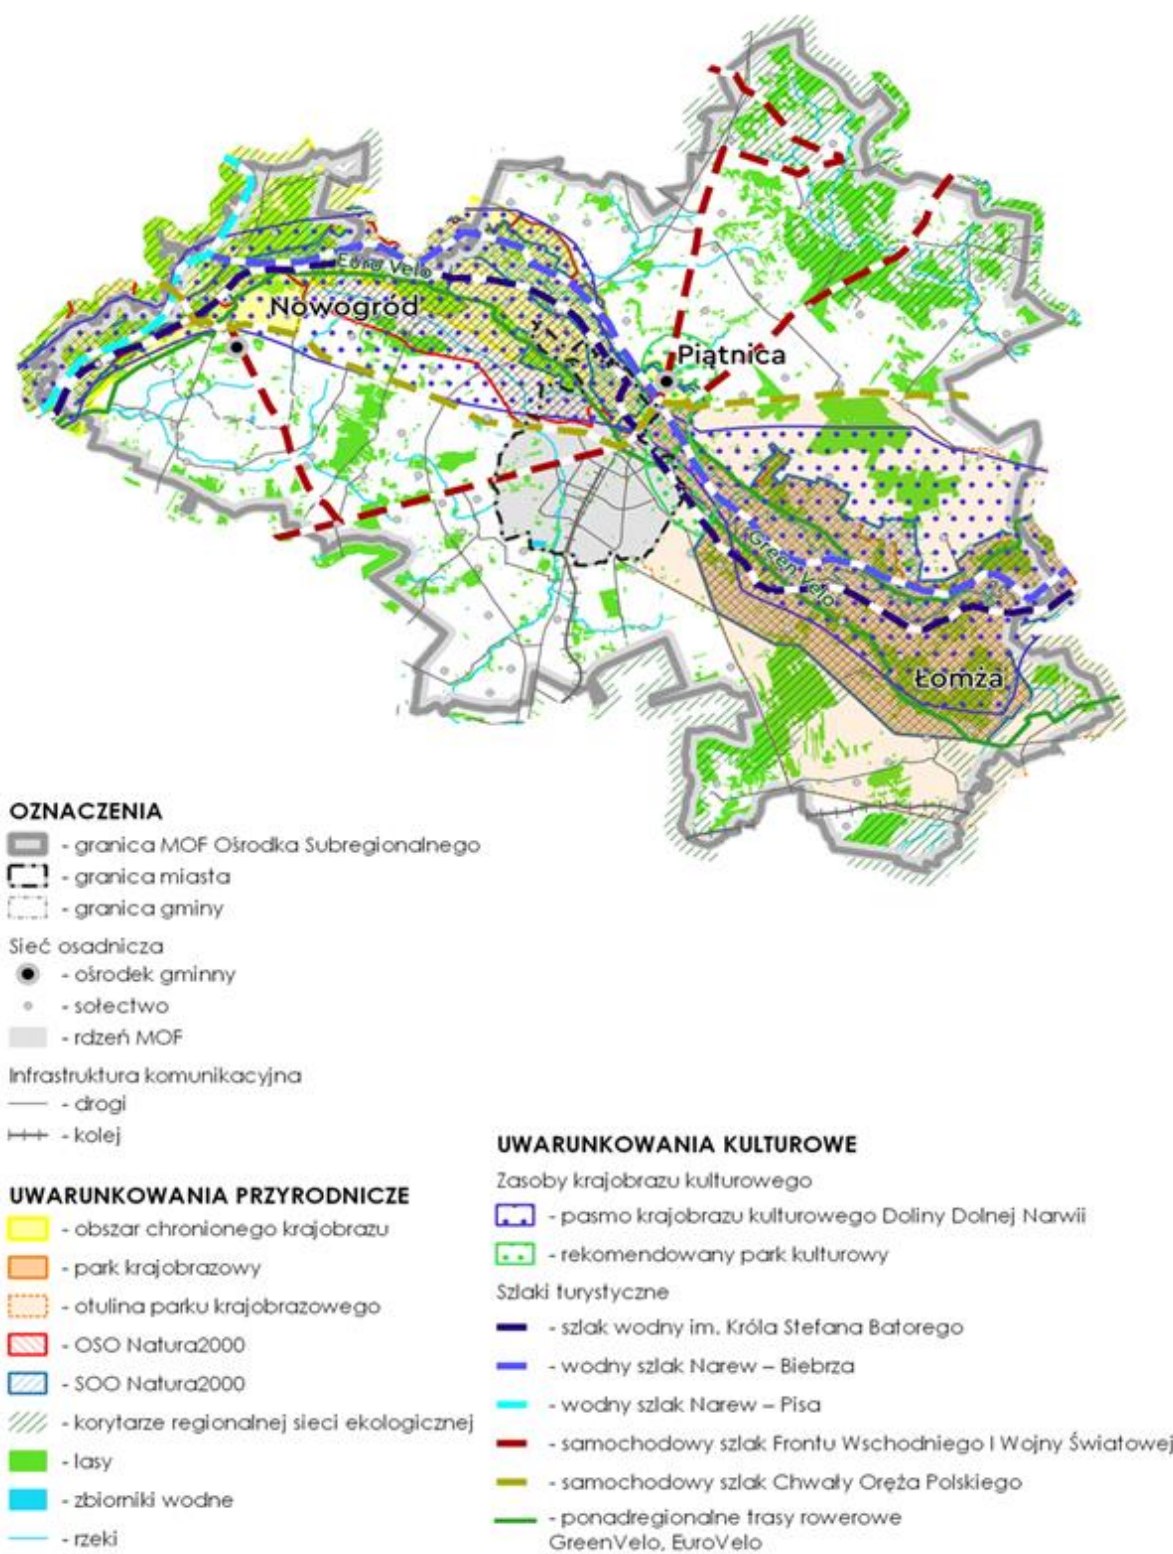 Euro Velo
Nowogród
Piątnica
Green Velo
Łomża
OZNACZENIA
- granica MOF Ośrodka Subregionalnego
- granica miasta
- granica gminy
Sieć osadnicza
- ośrodek gminny
- sołectwo
- rdzeń MOF
Infrastruktura komunikacyjna
- drogi
- kolej
UWARUNKOWANIA PRZYRODNICZE
- obszar chronionego krajobrazu
- park krajobrazowy
- otulina parku krajobrazowego
- OSO Natura2000
- SOO Natura2000
- korytarze regionalnej sieci ekologicznej
- lasy
- zbiorniki wodne
- rzeki
UWARUNKOWANIA KULTUROWE
Zasoby krajobrazu kulturowego
- pasmo krajobrazu kulturowego Doliny Dolnej Narwii
- rekomendowany park kulturowy
Szlaki turystyczne
- szlak wodny im. Króla Stefana Batorego
- wodny szlak Narew – Biebrza
- wodny szlak Narew – Pisa
- samochodowy szlak Frontu Wschodniego I Wojny Światowej
- samochodowy szlak Chwały Oręża Polskiego
- ponadregionalne trasy rowerowe
GreenVelo, EuroVelo